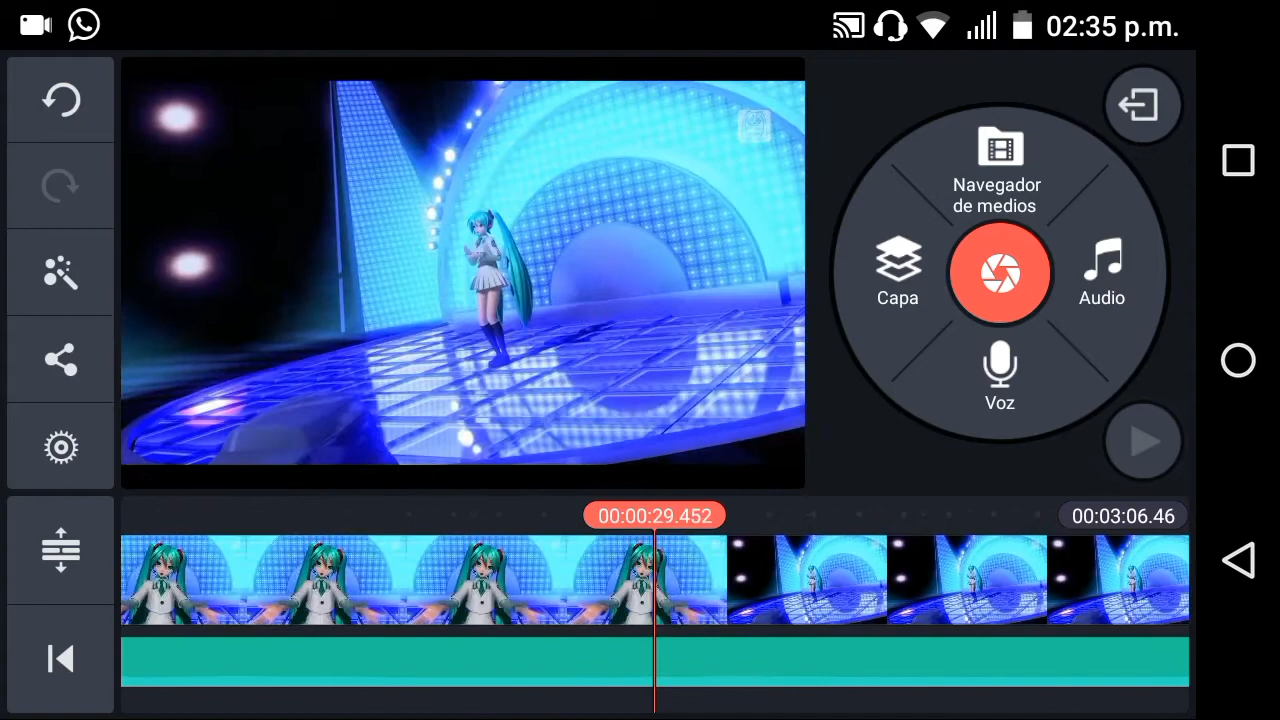 02:35 p.m.
Navegador
de medios
Capa
Audio
Voz
00:00:29.452
00:03:06.46